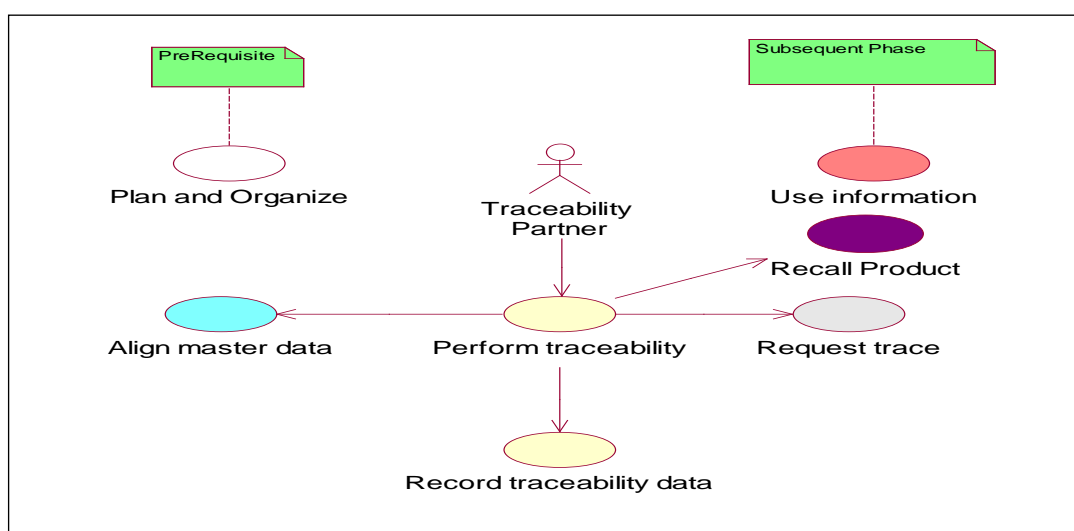 PreRequisite
Subsequent Phase
Plan and Organize
Traceability
Partner
Use information
Recall Product
Align master data
Perform traceability
Request trace
Record traceability data